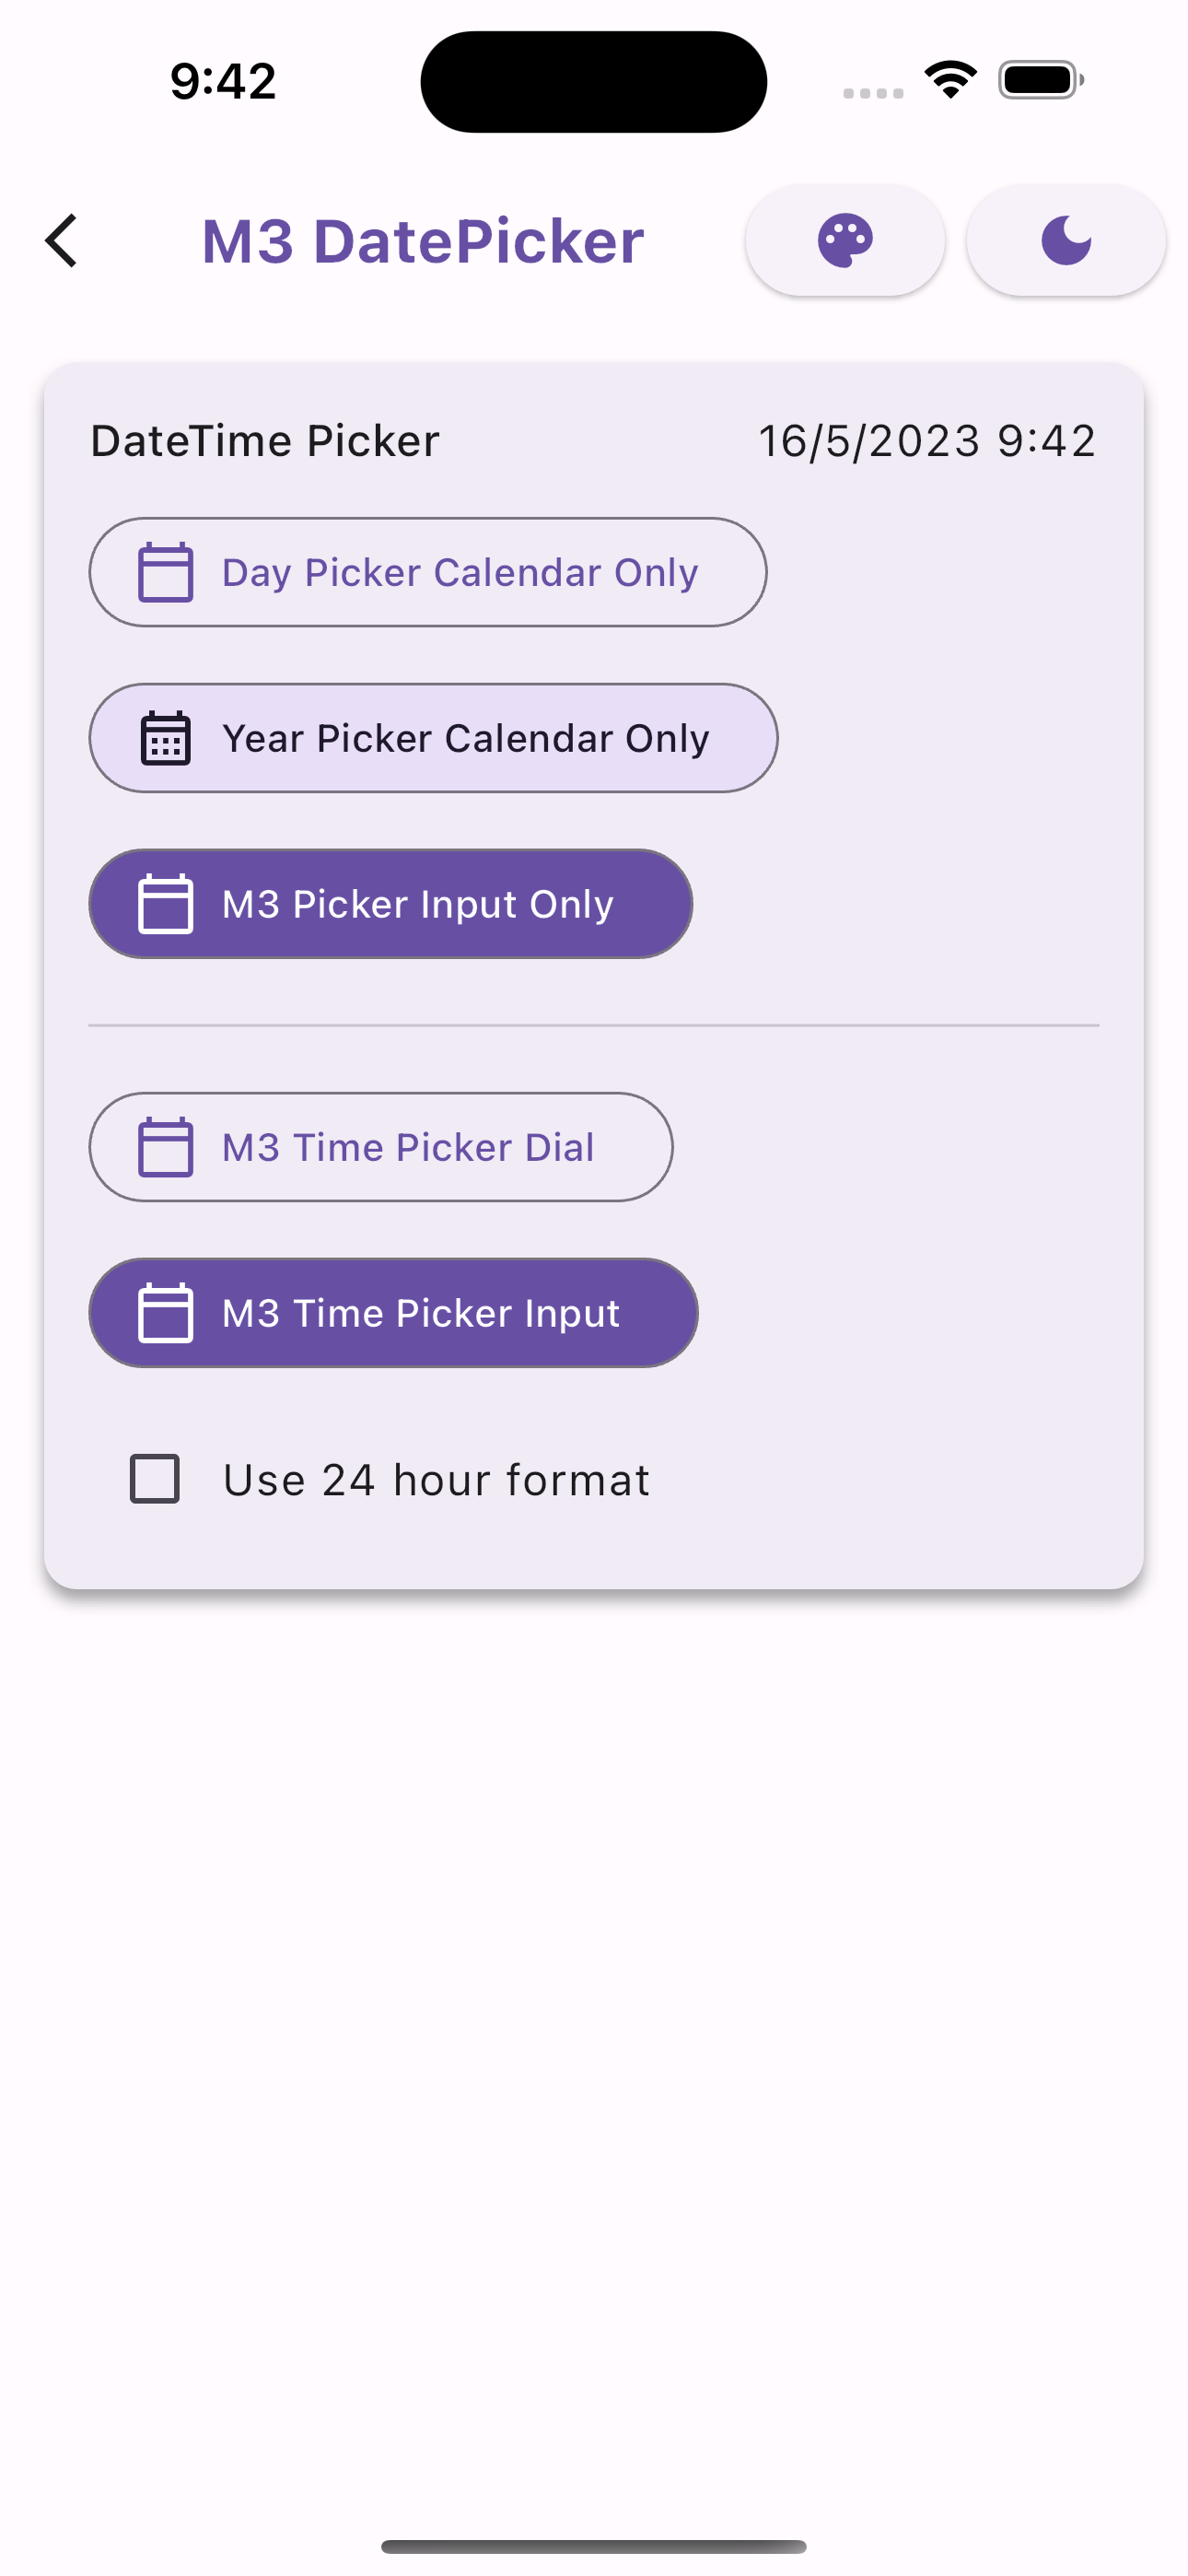 9:42
M3 DatePicker
DateTime Picker 16/5/2023 9:42
Day Picker Calendar Only
Year Picker Calendar Only
M3 Picker Input Only
M3 Time Picker Dial
M3 Time Picker Input
Use 24 hour format